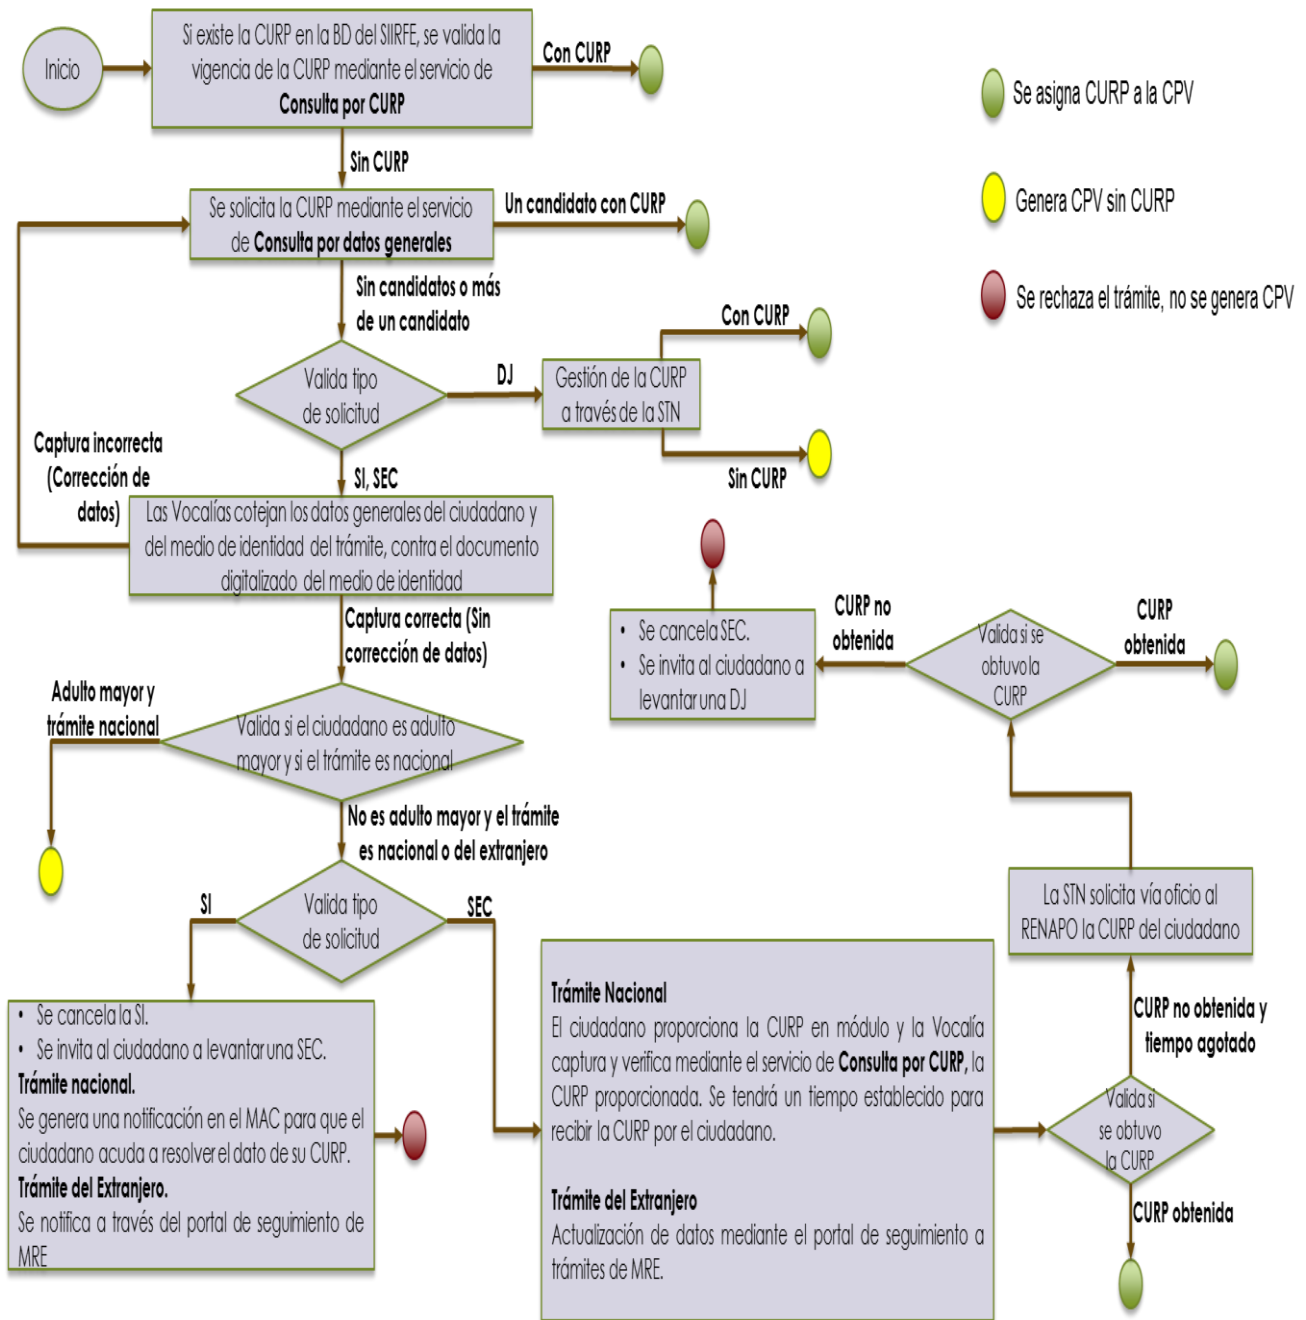 Inicio
Si existe la CURP en la BD del SIIRFE, se valida la
vigencia de la CURP mediante el servicio de
Consulta por CURP
Con CURP
Se asigna CURP a la CPV
Genera CPV sin CURP
Se rechaza el trámite, no se genera CPV
Sin CURP
Se solicita la CURP mediante el servicio
de Consulta por datos generales
Un candidato con CURP
Sin candidatos o más
de un candidato
Valida tipo
de solicitud
DJ
Gestión de la CURP
a través de la STN
Con CURP
Sin CURP
SI, SEC
Captura incorrecta
(Corrección de
datos)
Las Vocalías cotejan los datos generales del ciudadano y
del medio de identidad del trámite, contra el documento
digitalizado del medio de identidad
Captura correcta (Sin
corrección de datos)
Adulto mayor y
trámite nacional
Valida si el ciudadano es adulto
mayor y si el trámite es nacional
No es adulto mayor y el trámite
es nacional o del extranjero
Valida tipo
de solicitud
SI
SEC
• Se cancela la SI.
• Se invita al ciudadano a levantar una SEC.
Trámite nacional.
Se genera una notificación en el MAC para que el
ciudadano acuda a resolver el dato de su CURP.
Trámite del Extranjero.
Se notifica a través del portal de seguimiento de
MRE
Trámite Nacional
El ciudadano proporciona la CURP en módulo y la Vocalía
captura y verifica mediante el servicio de Consulta por CURP, la
CURP proporcionada. Se tendrá un tiempo establecido para
recibir la CURP por el ciudadano.
Trámite del Extranjero
Actualización de datos mediante el portal de seguimiento a
trámites de MRE.
Valida si
se obtuvo
la CURP
CURP obtenida
CURP no obtenida y
tiempo agotado
La STN solicita vía oficio al
RENAPO la CURP del ciudadano
Valida si se
obtuvo la
CURP
CURP
obtenida
CURP no
obtenida
• Se cancela SEC.
• Se invita al ciudadano a
levantar una DJ